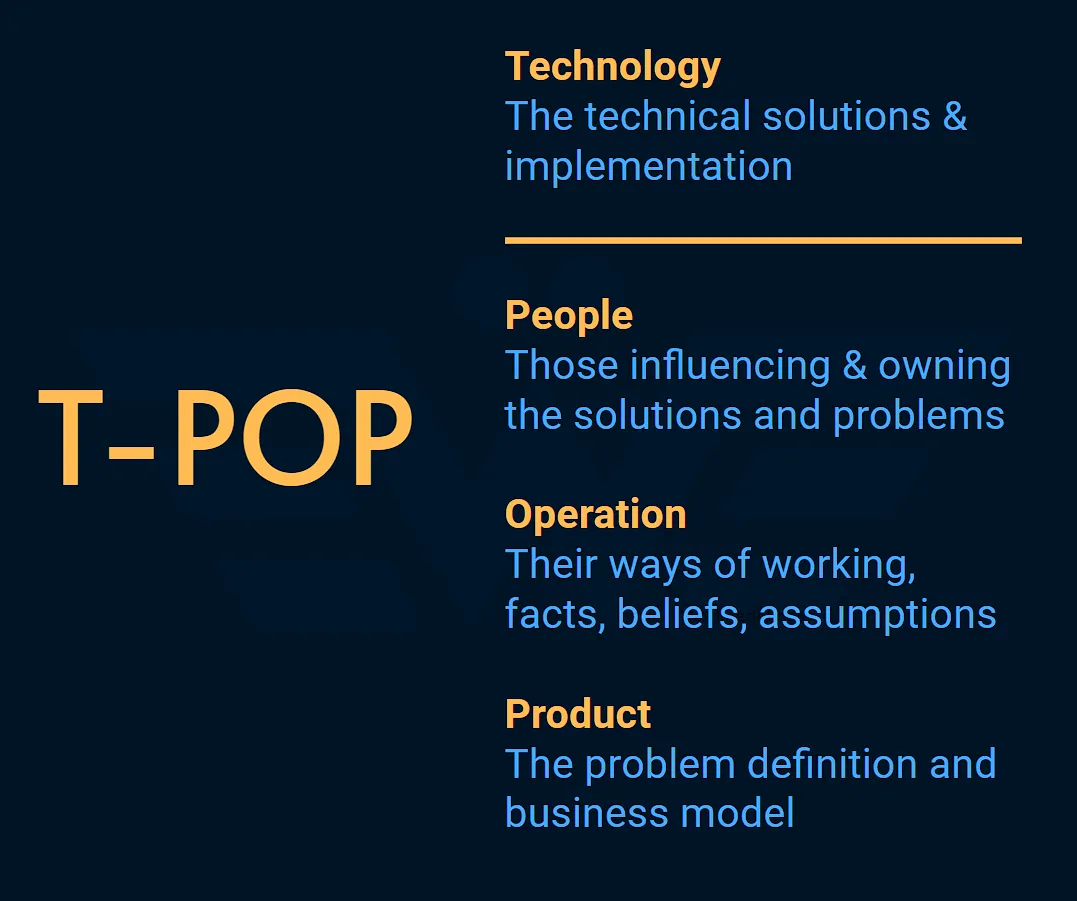 T-POP
Technology
The technical solutions &
implementation
People
Those influencing & owning
the solutions and problems
Operation
Their ways of working,
facts, beliefs, assumptions
Product
The problem definition and
business model